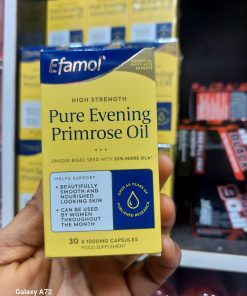 Efamol®
ESSENTIAL
FATTY ACID
EXPERTS
HIGH STRENGTH
Pure Evening
Primrose Oil
UNIQUE RIGEL SEED WITH 33% MORE GLA*
HELPS SUPPORT*
• BEAUTIFULLY
SMOOTH AND
NOURISHED
LOOKING SKIN
• CAN BE USED
BY WOMEN
THROUGHOUT
THE MONTH
OVER 40 YEARS OF
PUBLISHED RESEARCH
30 x 1000MG CAPSULES
FOOD SUPPLEMENT
Galaxy A72